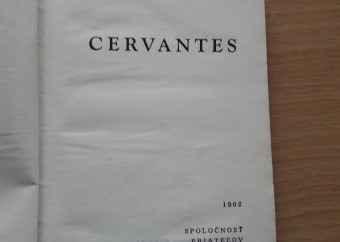 CERVANTES
1962
SPOLOČNOSŤ
PRIATEĽOV